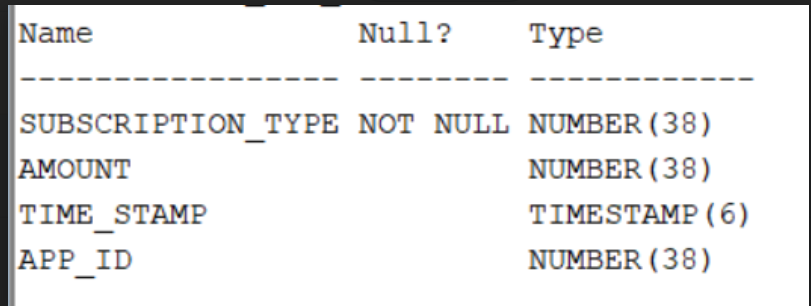 Name Null? Type
----------------- -------- ------------
SUBSCRIPTION_TYPE NOT NULL NUMBER(38)
AMOUNT NUMBER(38)
TIME_STAMP TIMESTAMP(6)
APP_ID NUMBER(38)